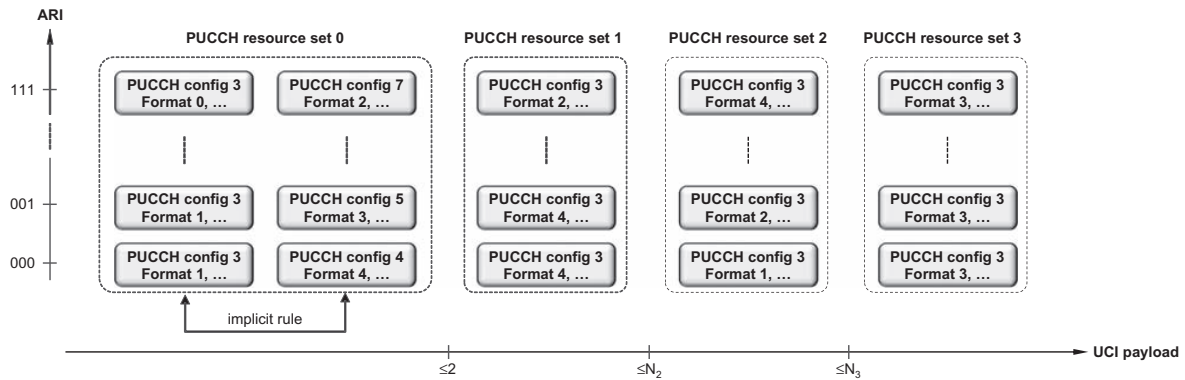 ARI
PUCCH resource set 0
PUCCH resource set 1
PUCCH resource set 2
PUCCH resource set 3
111
PUCCH config 3
Format 0, …
PUCCH config 7
Format 2, …
PUCCH config 3
Format 2, …
PUCCH config 3
Format 4, …
PUCCH config 3
Format 3, …
001
PUCCH config 3
Format 1, …
PUCCH config 5
Format 3, …
PUCCH config 3
Format 4, …
PUCCH config 3
Format 2, …
PUCCH config 3
Format 3, …
000
PUCCH config 3
Format 1, …
PUCCH config 4
Format 4, …
PUCCH config 3
Format 4, …
PUCCH config 3
Format 1, …
PUCCH config 3
Format 3, …
implicit rule
UCI payload
≤2
≤N₂
≤N₃